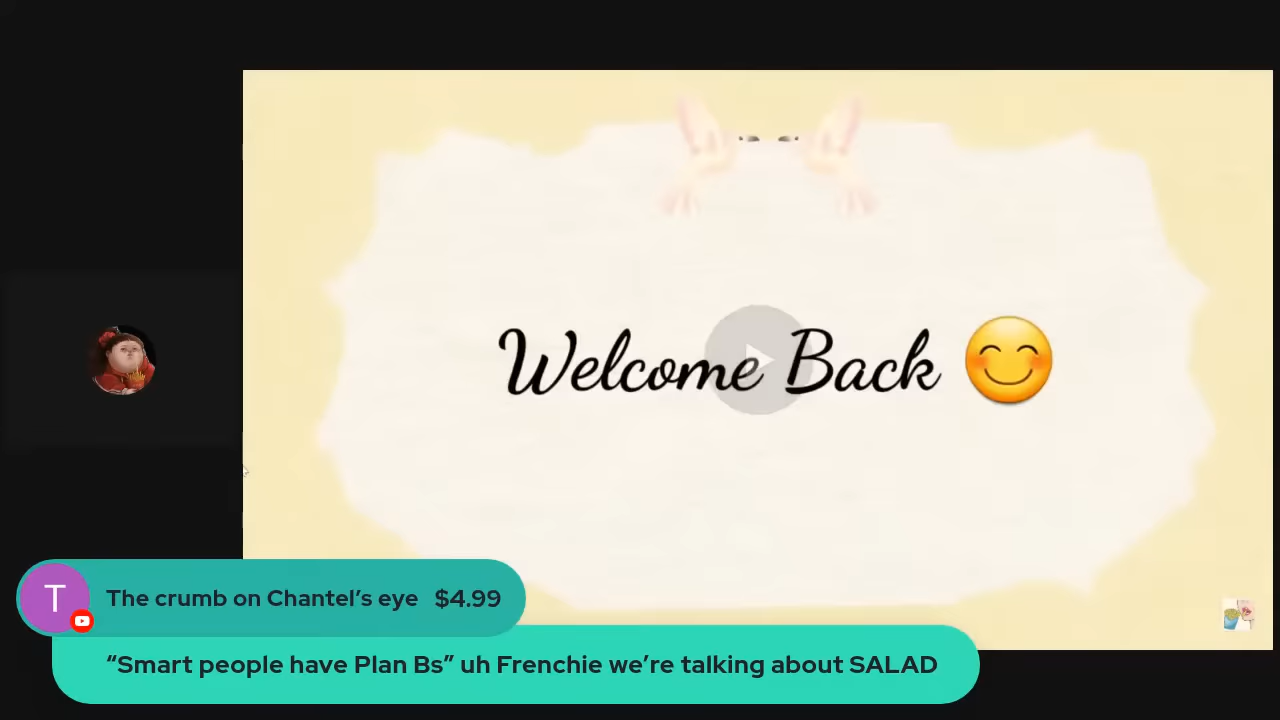 Welcome Back 😊
T
The crumb on Chantel’s eye $4.99
“Smart people have Plan Bs” uh Frenchie we’re talking about SALAD